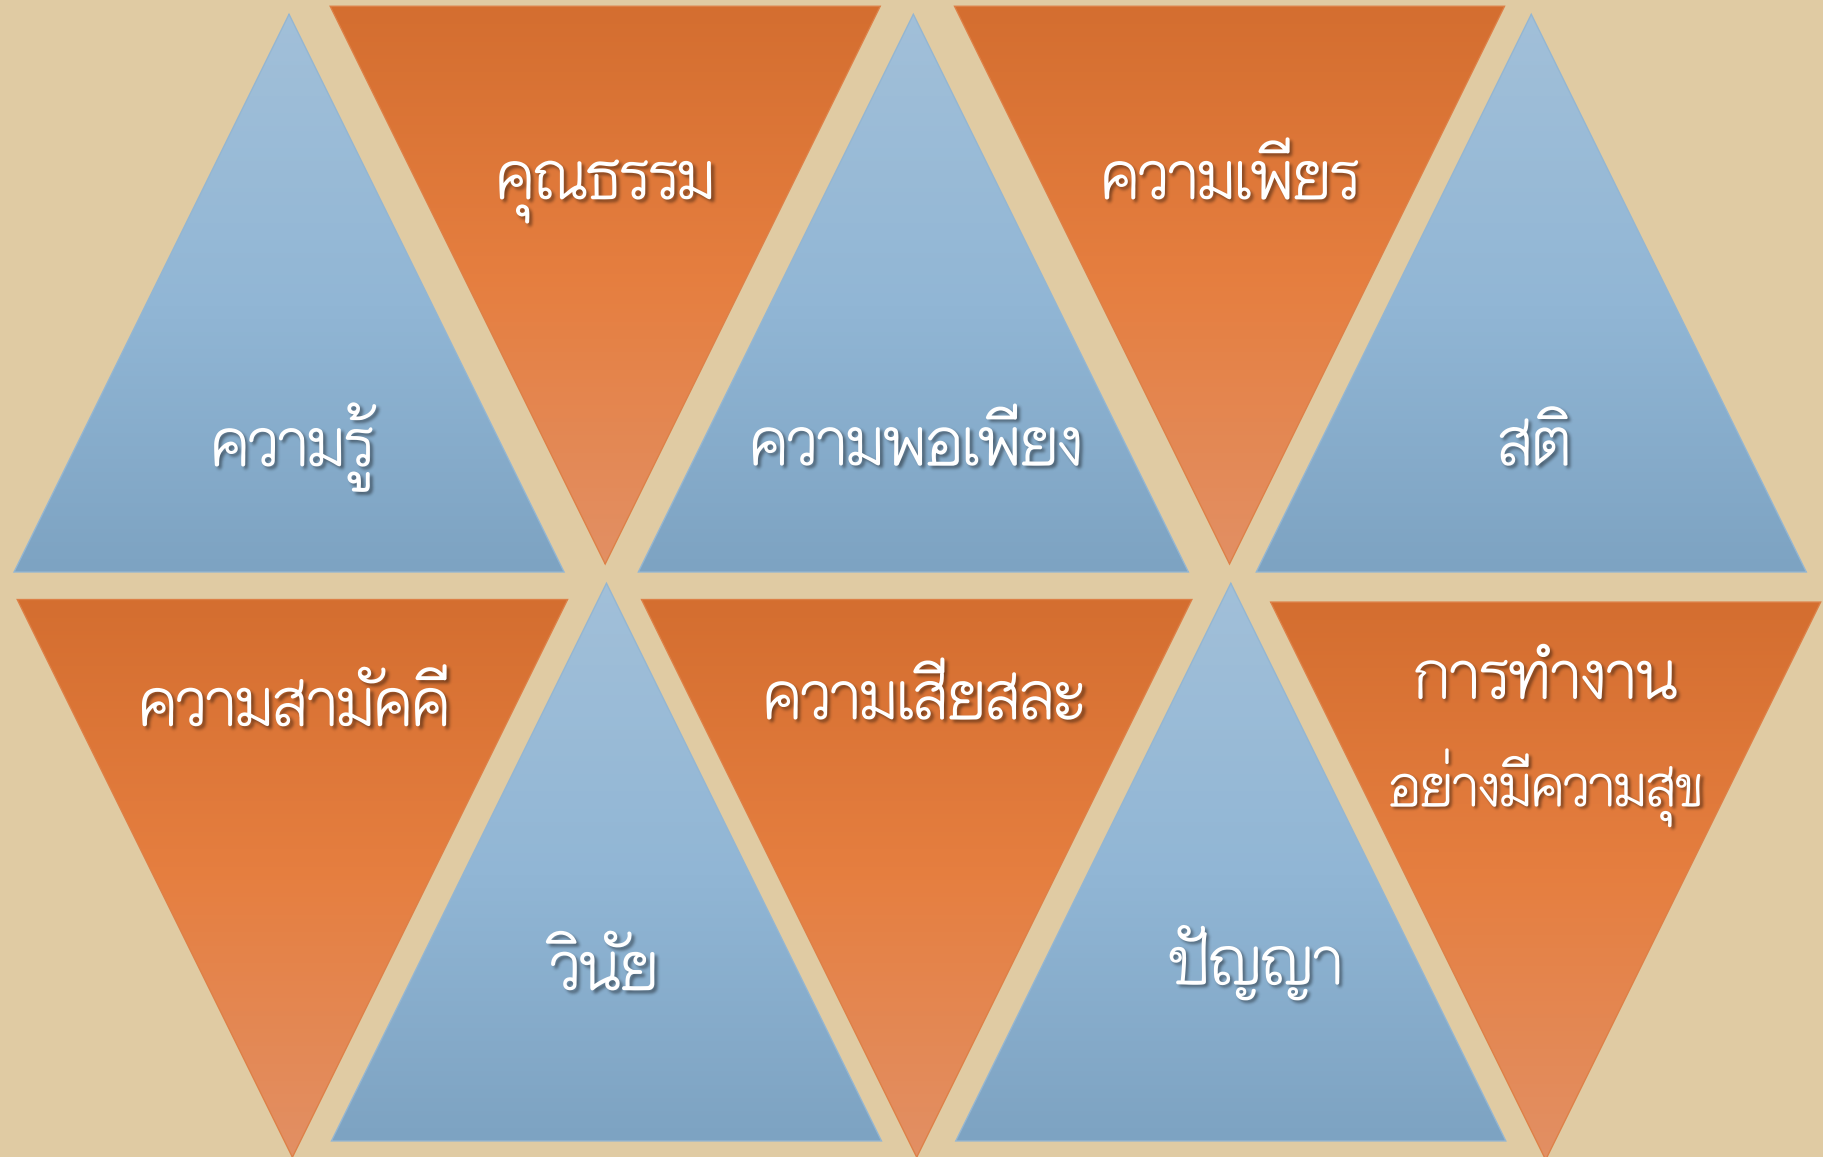 ความรู้
คุณธรรม
ความพอเพียง
ความเพียร
สติ
ความสามัคคี
วินัย
ความเสียสละ
ปัญญา
การทำงาน
อย่างมีความสุข